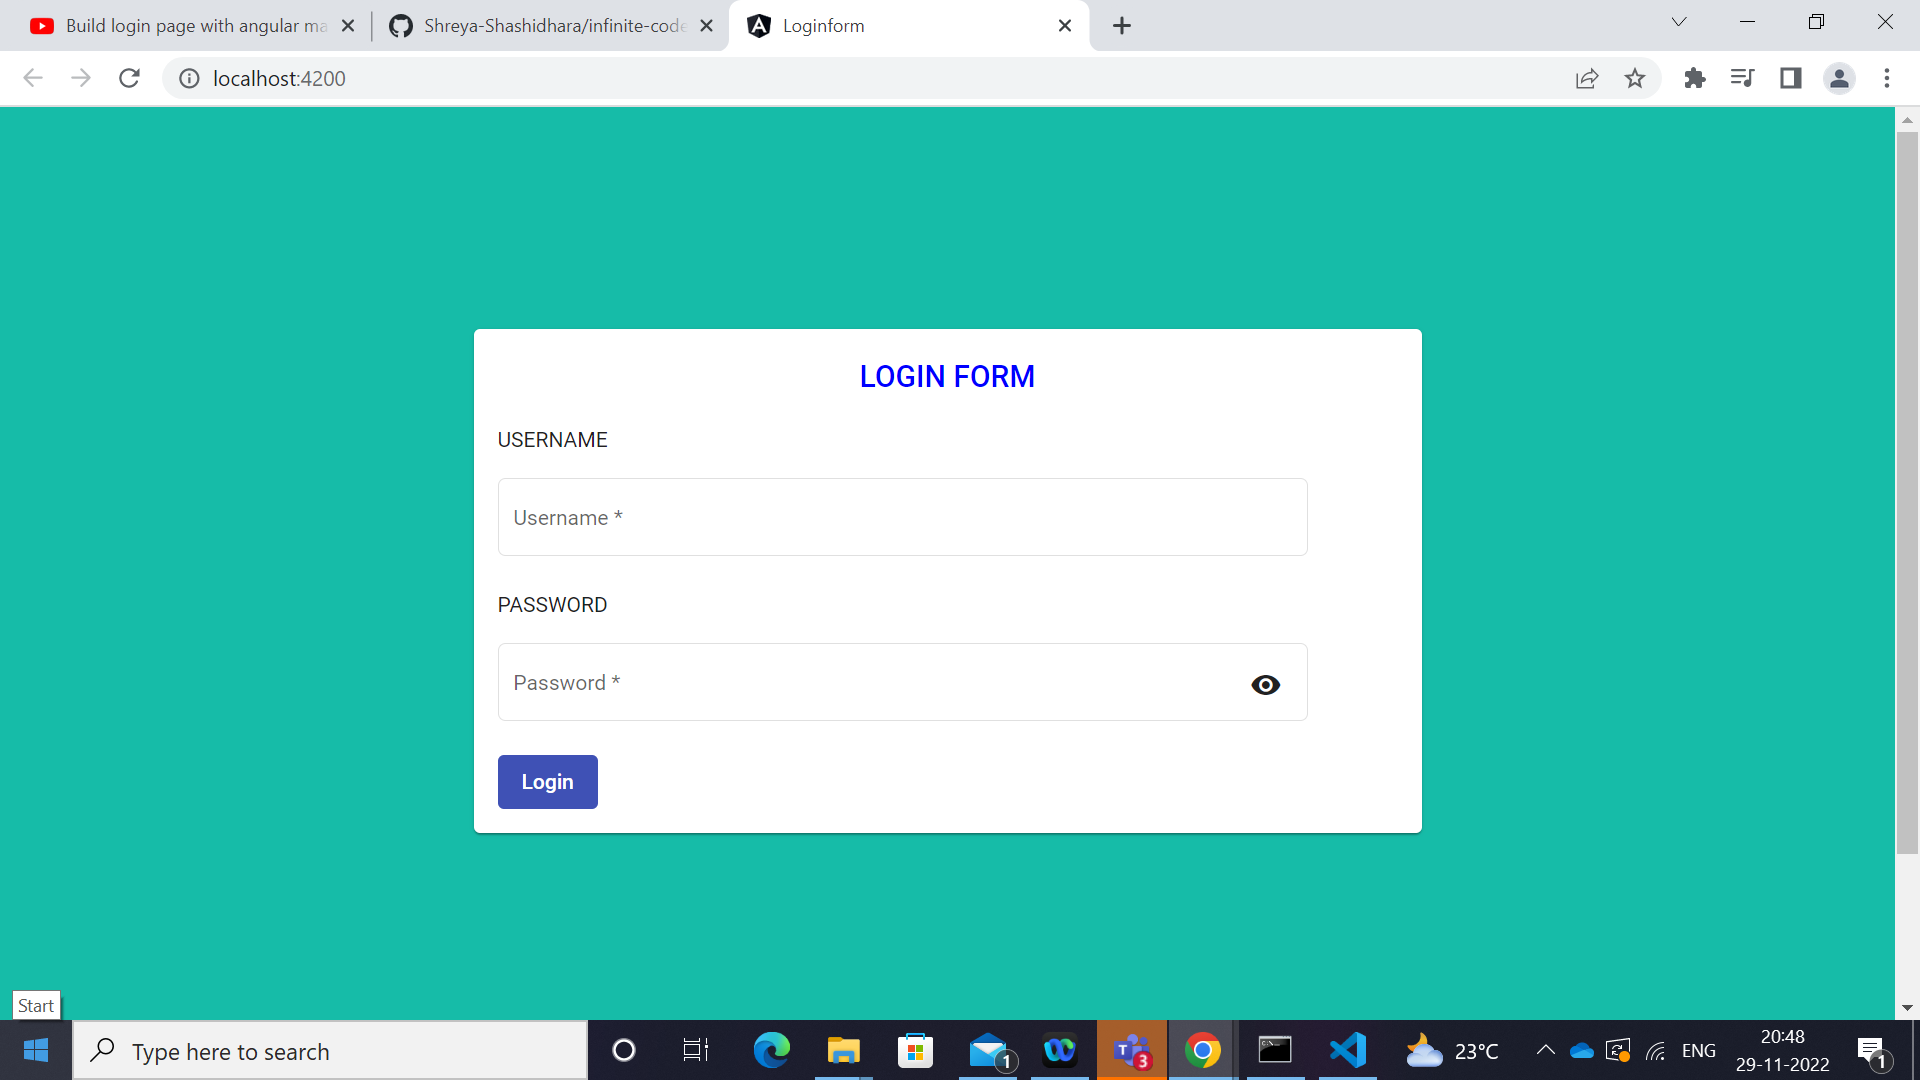 Build login page with angular ma
Shreya-Shashidhara/infinite-code
Loginform
localhost:4200
LOGIN FORM
USERNAME
Username *
PASSWORD
Password *
Login
Start
Type here to search
1
T
3
C:\_
23°C
ENG
20:48
29-11-2022
1